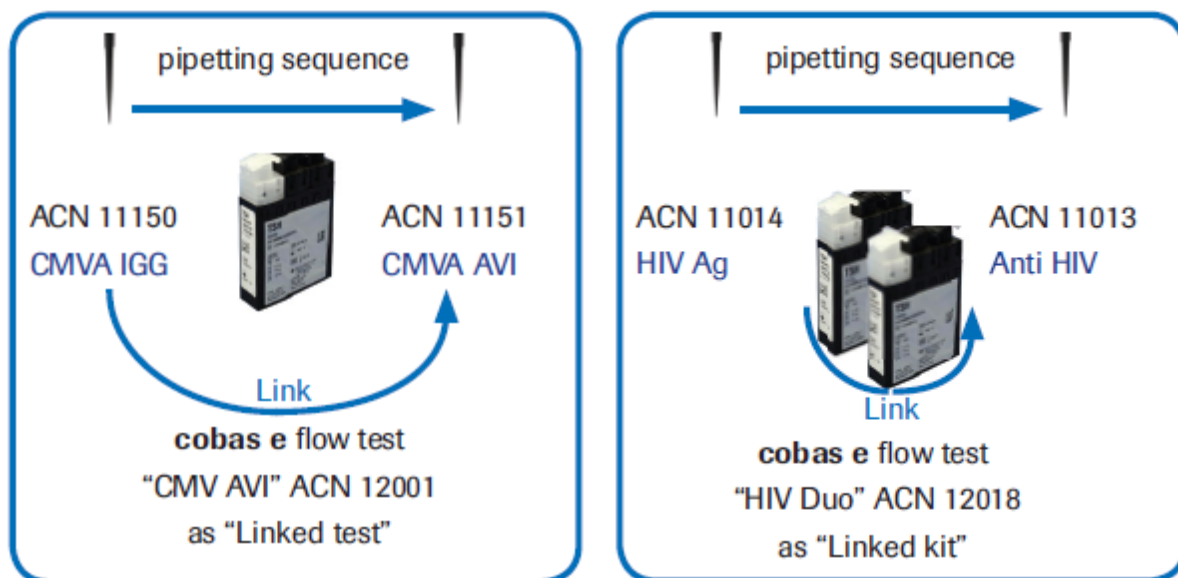 pipetting sequence
ACN 11150
CMVA IGG
ACN 11151
CMVA AVI
TSH
Link
cobas e flow test
“CMV AVI” ACN 12001
as “Linked test”
pipetting sequence
ACN 11014
HIV Ag
ACN 11013
Anti HIV
TSH
Link
cobas e flow test
“HIV Duo” ACN 12018
as “Linked kit”